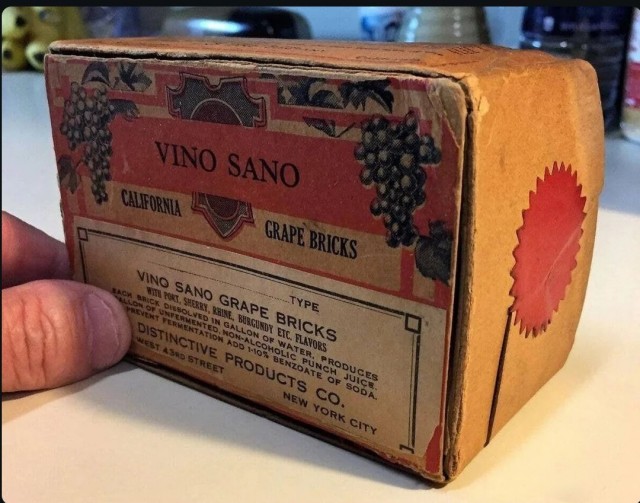 VINO SANO
CALIFORNIA
GRAPE BRICKS
TYPE
VINO SANO GRAPE BRICKS
WITH PORT, SHERRY, RHINE, BURGUNDY ETC. FLAVORS
EACH BRICK DISSOLVED IN GALLON OF WATER, PRODUCES
GALLON OF UNFERMENTED, NON-ALCOHOLIC PUNCH JUICE.
PREVENT FERMENTATION ADD 1-10% BENZOATE OF SODA.
DISTINCTIVE PRODUCTS CO.
WEST 43RD STREET
NEW YORK CITY